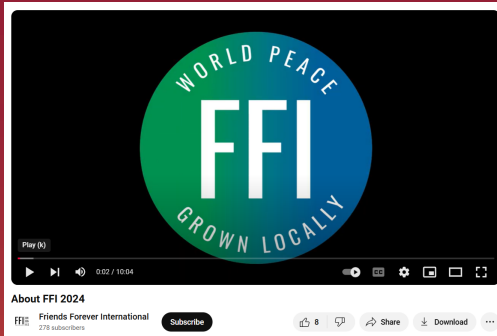 WORLD PEACE
FFI
GROWN LOCALLY
Play (k)
0:02 / 10:04
CC
About FFI 2024
FFI
Friends Forever International
278 subscribers
Subscribe
8
Share
Download